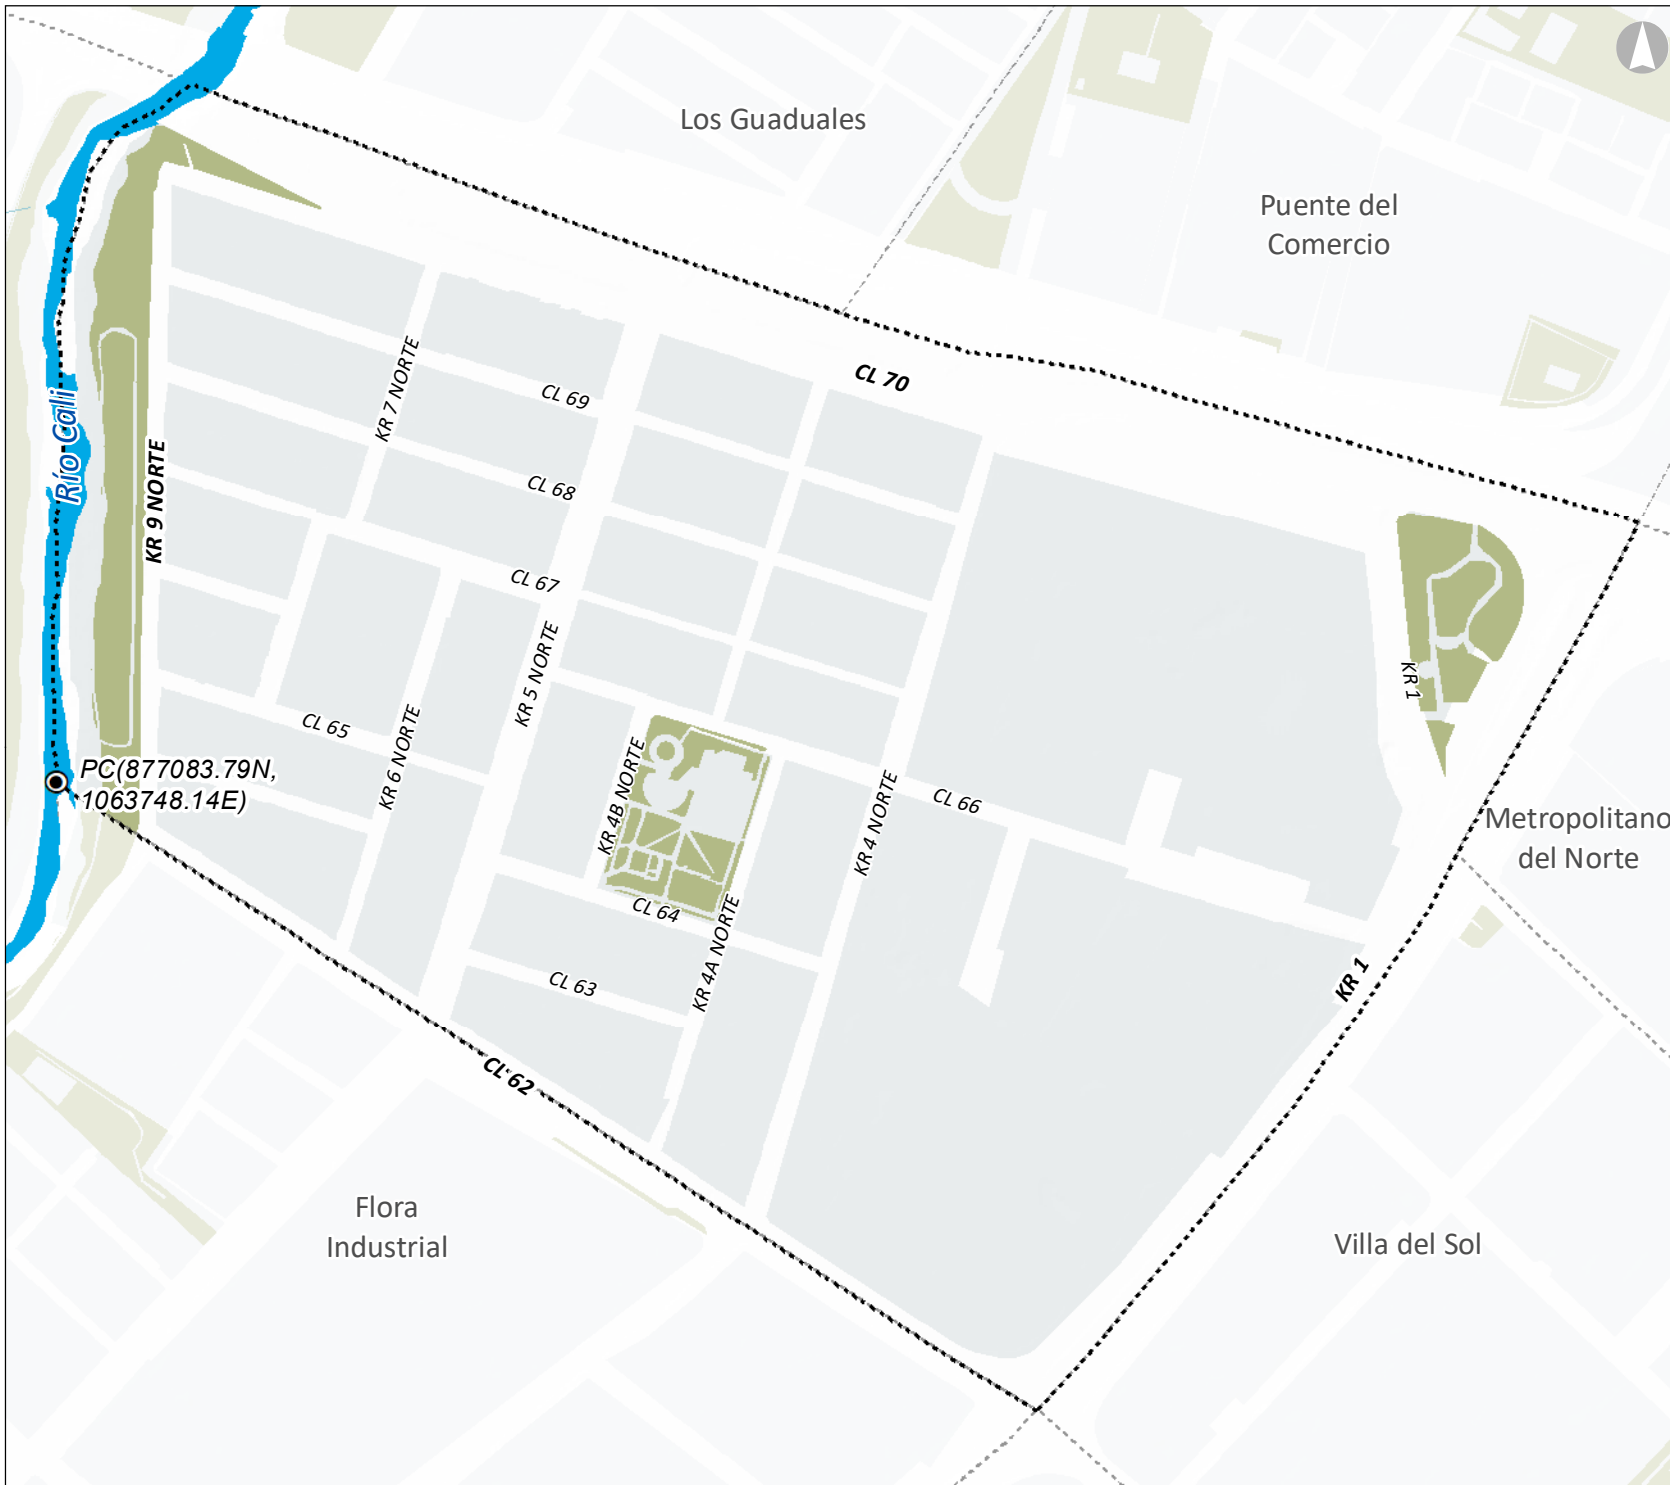 Los Guaduales
Puente del
Comercio
CL 70
KR 7 NORTE
CL 69
Río Cali
KR 9 NORTE
CL 68
CL 67
KR 5 NORTE
KR 1
CL 65
KR 6 NORTE
PC(877083.79N,
1063748.14E)
KR 4B NORTE
KR 4 NORTE
CL 66
Metropolitano
del Norte
CL 64
KR 4A NORTE
CL 63
KR 1
CL 62
Flora
Industrial
Villa del Sol